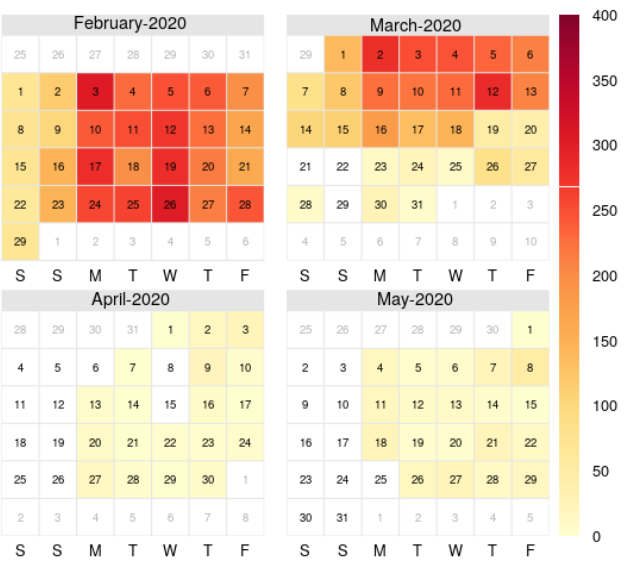 February-2020
25 26 27 28 29 30 31
1 2 3 4 5 6 7
8 9 10 11 12 13 14
15 16 17 18 19 20 21
22 23 24 25 26 27 28
29 1 2 3 4 5 6
S S M T W T F
March-2020
29 1 2 3 4 5 6
7 8 9 10 11 12 13
14 15 16 17 18 19 20
21 22 23 24 25 26 27
28 29 30 31 1 2 3
4 5 6 7 8 9 10
S S M T W T F
April-2020
28 29 30 31 1 2 3
4 5 6 7 8 9 10
11 12 13 14 15 16 17
18 19 20 21 22 23 24
25 26 27 28 29 30 1
2 3 4 5 6 7 8
S S M T W T F
May-2020
25 26 27 28 29 30 1
2 3 4 5 6 7 8
9 10 11 12 13 14 15
16 17 18 19 20 21 22
23 24 25 26 27 28 29
30 31 1 2 3 4 5
S S M T W T F
400
350
300
250
200
150
100
50
0